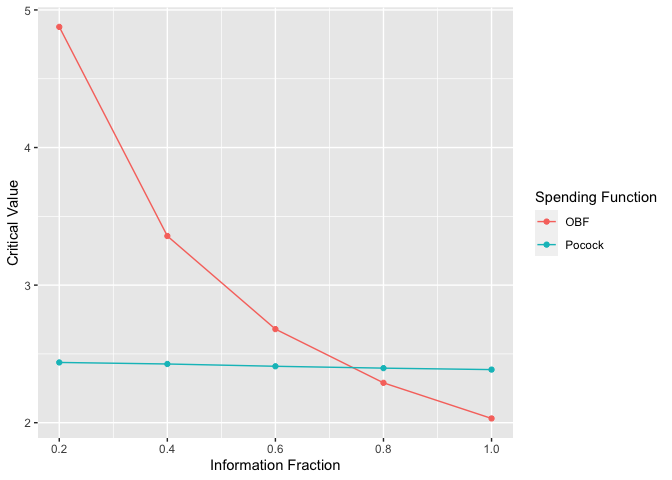 5
4
3
2
Critical Value
0.2 0.4 0.6 0.8 1.0
Information Fraction
Spending Function
OBF
Pocock